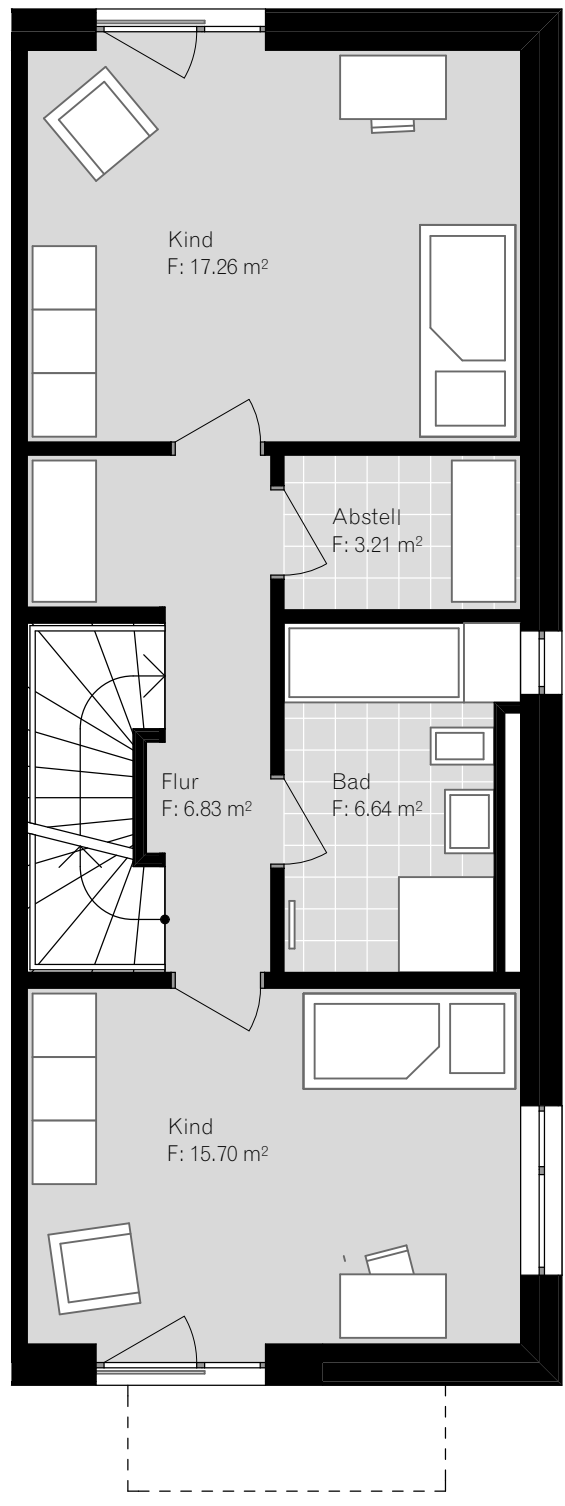 Kind
F: 17.26 m²
Abstell
F: 3.21 m²
Flur
F: 6.83 m²
Bad
F: 6.64 m²
Kind
F: 15.70 m²